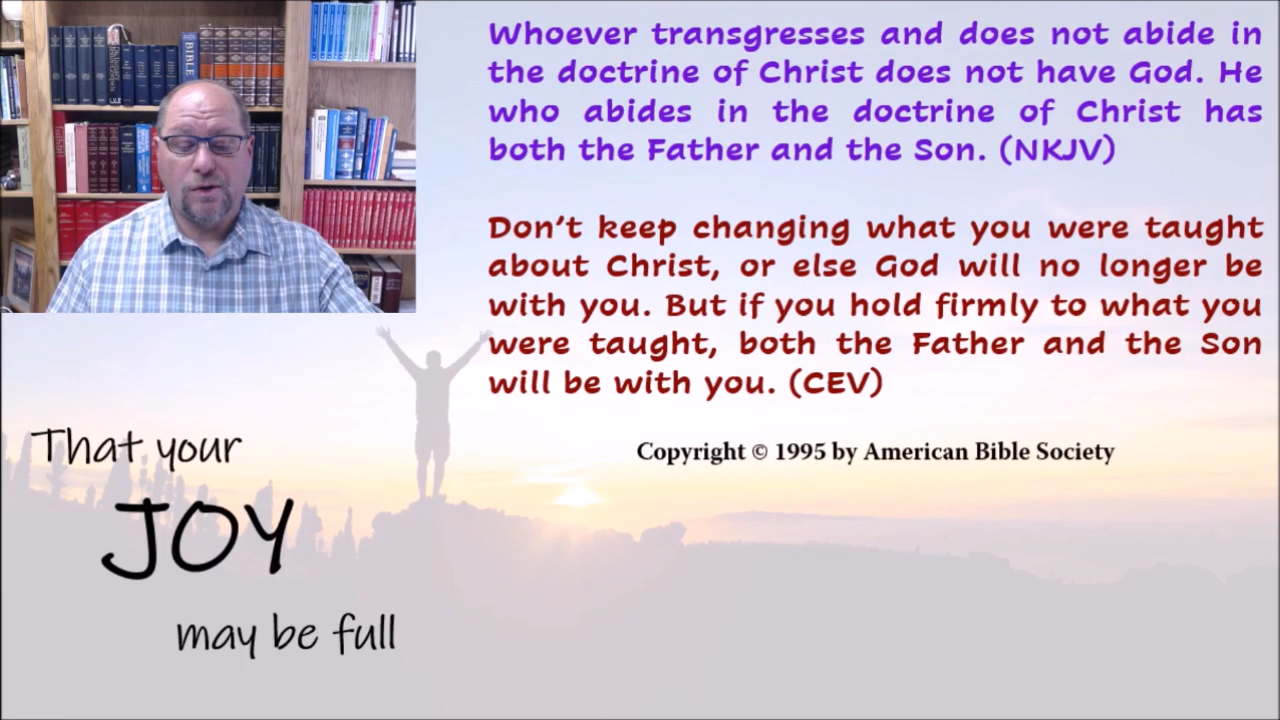 BIBLE
Whoever transgresses and does not abide in
the doctrine of Christ does not have God. He
who abides in the doctrine of Christ has
both the Father and the Son. (NKJV)
Don't keep changing what you were taught
about Christ, or else God will no longer be
with you. But if you hold firmly to what you
were taught, both the Father and the Son
will be with you. (CEV)
Copyright © 1995 by American Bible Society
That your
JOY
may be full